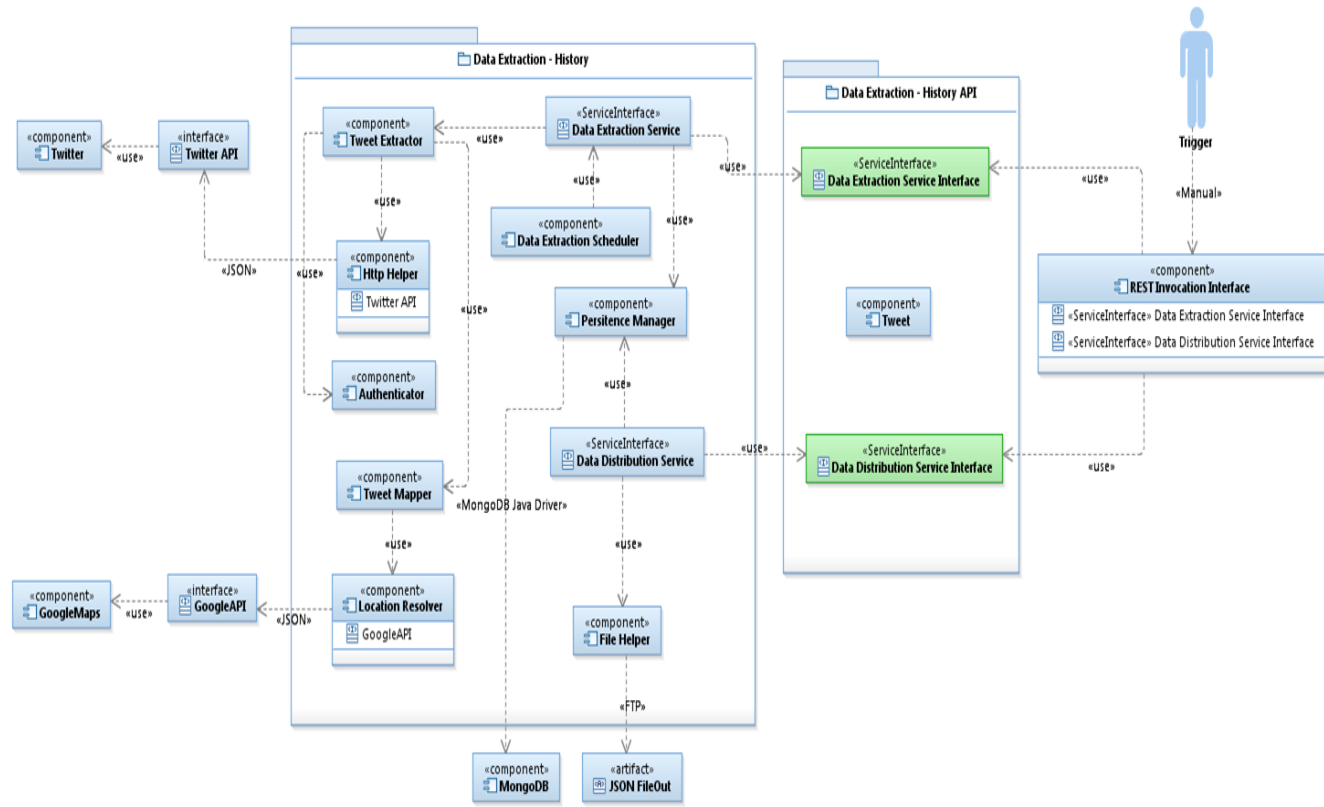 Data Extraction - History
Data Extraction - History API
Trigger
«Manual»
«component»
Twitter
«use»
«interface»
Twitter API
«component»
Tweet Extractor
«use»
«ServiceInterface»
Data Extraction Service
«use»
«ServiceInterface»
Data Extraction Service Interface
«use»
«use»
«use»
«use»
«component»
Data Extraction Scheduler
«JSON»
«component»
Http Helper
Twitter API
«use»
«use»
«component»
Persitence Manager
«component»
Tweet
«component»
REST Invocation Interface
«ServiceInterface» Data Extraction Service Interface
«ServiceInterface» Data Distribution Service Interface
«component»
Authenticator
«use»
«ServiceInterface»
Data Distribution Service
«use»
«ServiceInterface»
Data Distribution Service Interface
«use»
«component»
Tweet Mapper
«MongoDB Java Driver»
«use»
«use»
«component»
GoogleMaps
«use»
«interface»
GoogleAPI
«JSON»
«component»
Location Resolver
GoogleAPI
«component»
File Helper
«FTP»
«component»
MongoDB
«artifact»
JSON FileOut